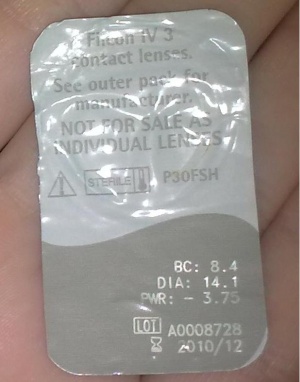 Filcon IV 3
contact lenses.
See outer pack for
manufacturer.
NOT FOR SALE AS
INDIVIDUAL LENSES
STERILE P30FSH
BC: 8.4
DIA: 14.1
PWR: - 3.75
LOT A0008728
2010/12